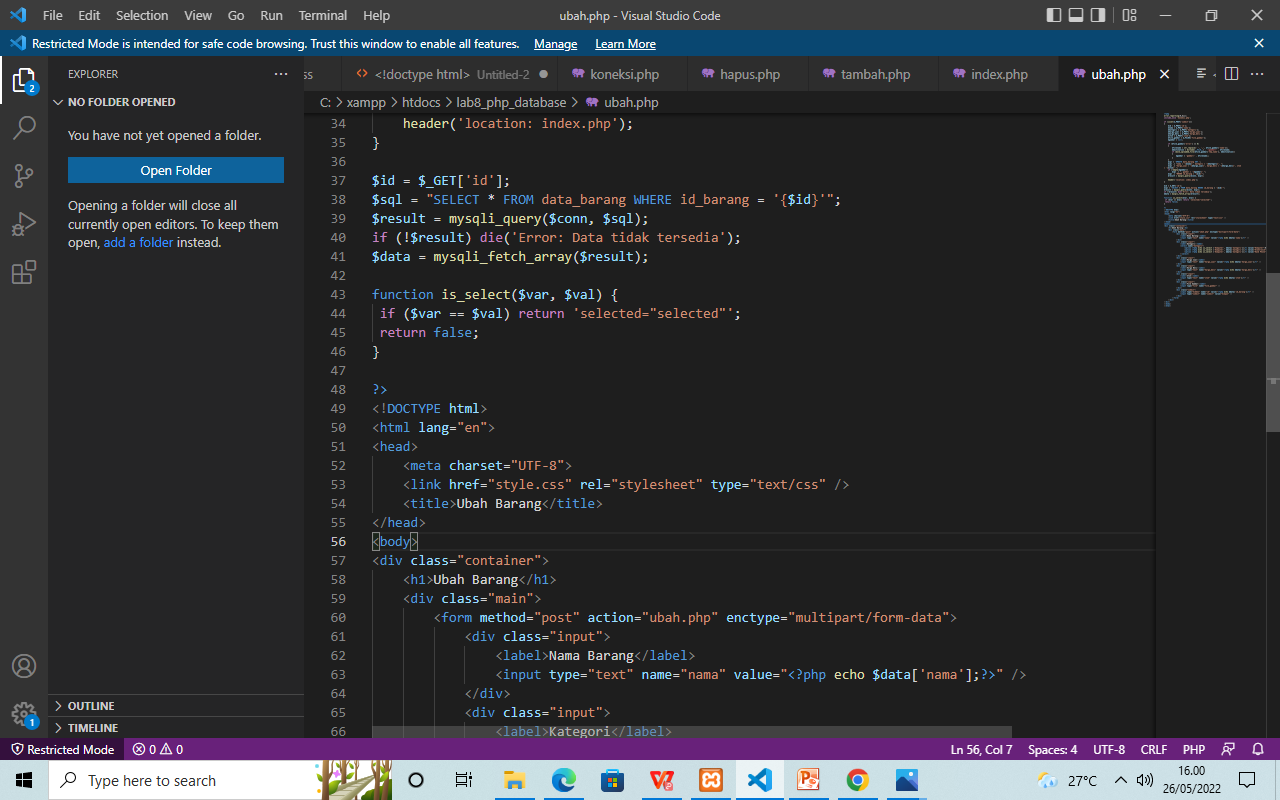 File Edit Selection View Go Run Terminal Help ubah.php - Visual Studio Code
Restricted Mode is intended for safe code browsing. Trust this window to enable all features. Manage Learn More
2
EXPLORER
ss <!doctype html> Untitled-2 koneksi.php hapus.php tambah.php index.php ubah.php
NO FOLDER OPENED
C: > xampp > htdocs > lab8_php_database > ubah.php
You have not yet opened a folder.
Open Folder
Opening a folder will close all
currently open editors. To keep them
open, add a folder instead.
34 header('location: index.php');
35 }
36
37 $id = $_GET['id'];
38 $sql = "SELECT * FROM data_barang WHERE id_barang = '{$id}'";
39 $result = mysqli_query($conn, $sql);
40 if (!$result) die('Error: Data tidak tersedia');
41 $data = mysqli_fetch_array($result);
42
43 function is_select($var, $val) {
44 if ($var == $val) return 'selected="selected"';
45 return false;
46 }
47
48 ?>
49 <!DOCTYPE html>
50 <html lang="en">
51 <head>
52 <meta charset="UTF-8">
53 <link href="style.css" rel="stylesheet" type="text/css" />
54 <title>Ubah Barang</title>
55 </head>
56 <body>
57 <div class="container">
58 <h1>Ubah Barang</h1>
59 <div class="main">
60 <form method="post" action="ubah.php" enctype="multipart/form-data">
61 <div class="input">
62 <label>Nama Barang</label>
63 <input type="text" name="nama" value="<?php echo $data['nama'];?>" />
64 </div>
65 <div class="input">
66 <label>Kategori</label>
OUTLINE
TIMELINE
1
Restricted Mode 0 0 Ln 56, Col 7 Spaces: 4 UTF-8 CRLF PHP
Type here to search 27°C 16.00
26/05/2022